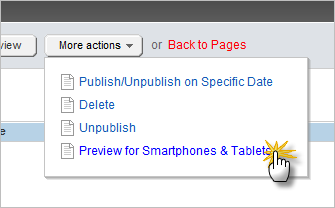 view More actions or Back to Pages
Publish/Unpublish on Specific Date
Delete
Unpublish
Preview for Smartphones & Tablets